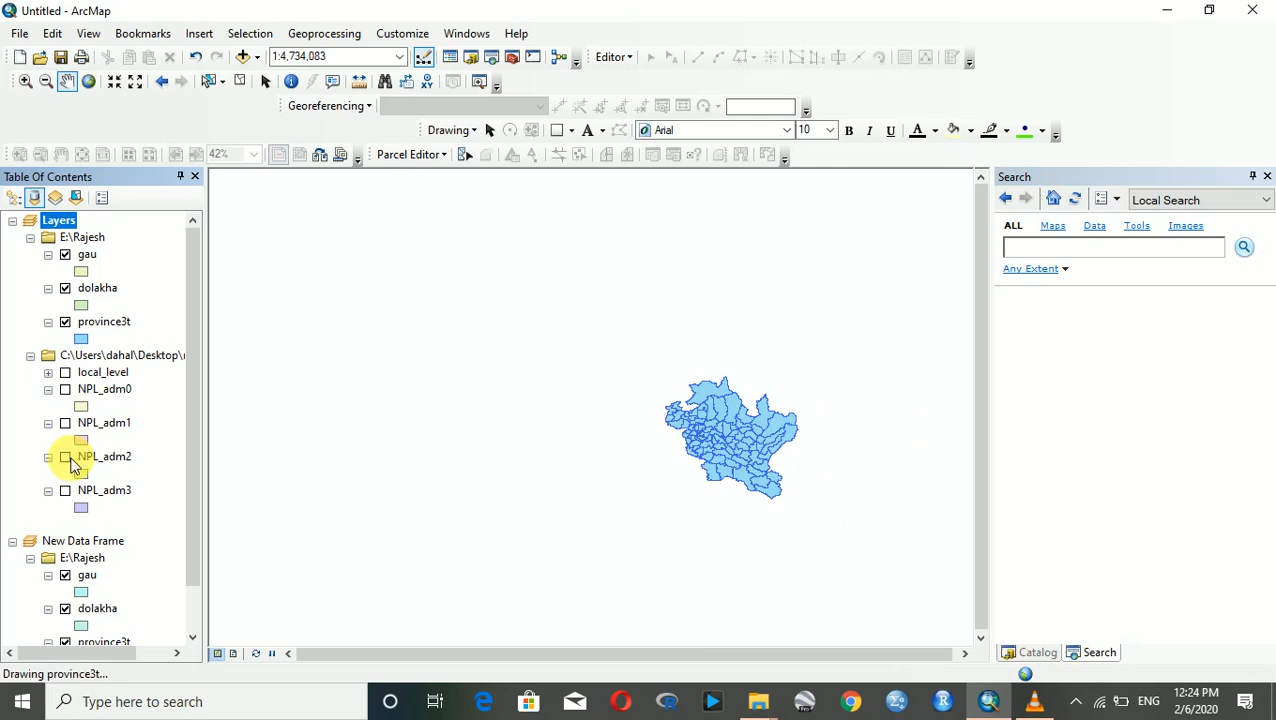 Untitled - ArcMap
File Edit View Bookmarks Insert Selection Geoprocessing Customize Windows Help
1:4,734,083 Editor
Georeferencing
Drawing A Arial 10 B I U A
42% Parcel Editor
Table Of Contents
Search
Local Search
Layers
ALL Maps Data Tools Images
E:\Rajesh
gau
Any Extent
dolakha
province3t
C:\Users\dahal\Desktop\
local_level
NPL_adm0
NPL_adm1
NPL_adm2
NPL_adm3
New Data Frame
E:\Rajesh
gau
dolakha
province3t
Catalog Search
Drawing province3t...
Type here to search
ENG
12:24 PM
2/6/2020